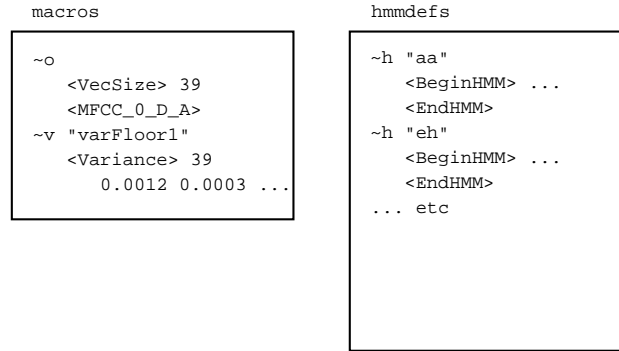 macros
~o
<VecSize> 39
<MFCC_0_D_A>
~v "varFloor1"
<Variance> 39
0.0012 0.0003 ...
hmmdefs
~h "aa"
<BeginHMM> ...
<EndHMM>
~h "eh"
<BeginHMM> ...
<EndHMM>
... etc